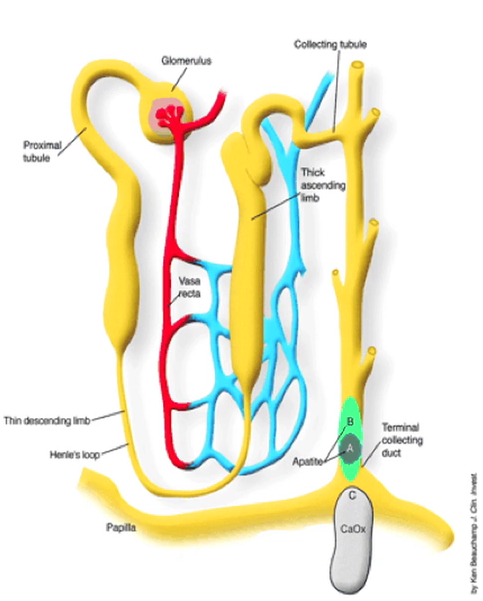 Collecting tubule
Glomerulus
Proximal
tubule
Thick
ascending
limb
Vasa
recta
Thin descending limb
Henle's loop
B
A
Terminal
collecting
duct
Apatite
C
CaOx
Papilla
by Ken Beauchamp J. Clin. Invest.